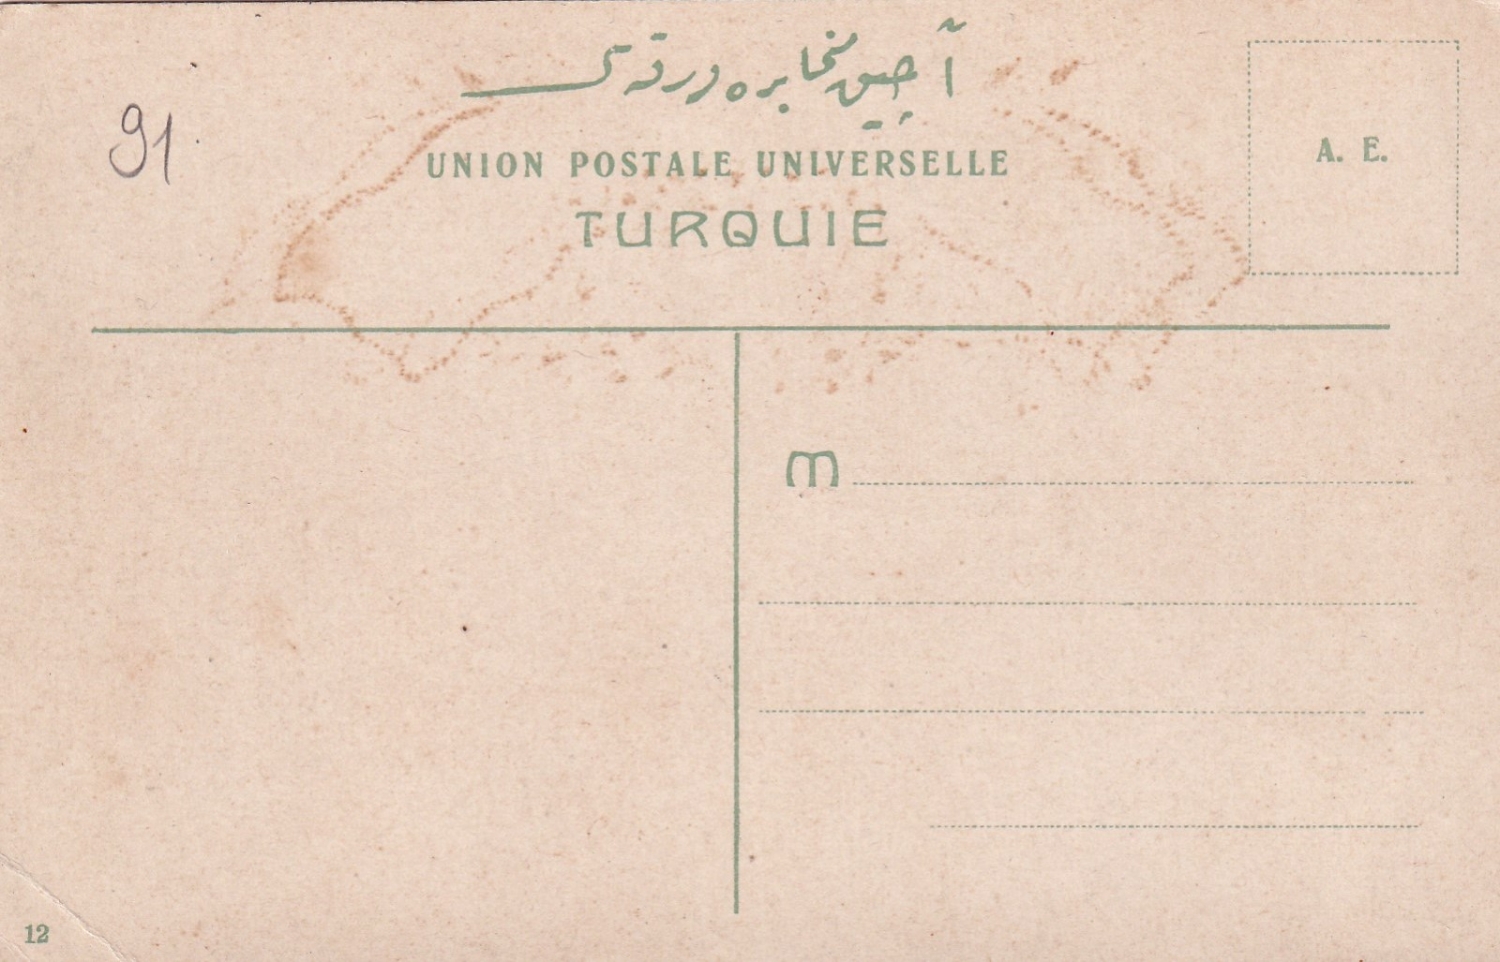 آچیق مخابره ورقه‌سی
UNION POSTALE UNIVERSELLE
TURQUIE
A. E.
91
M
12